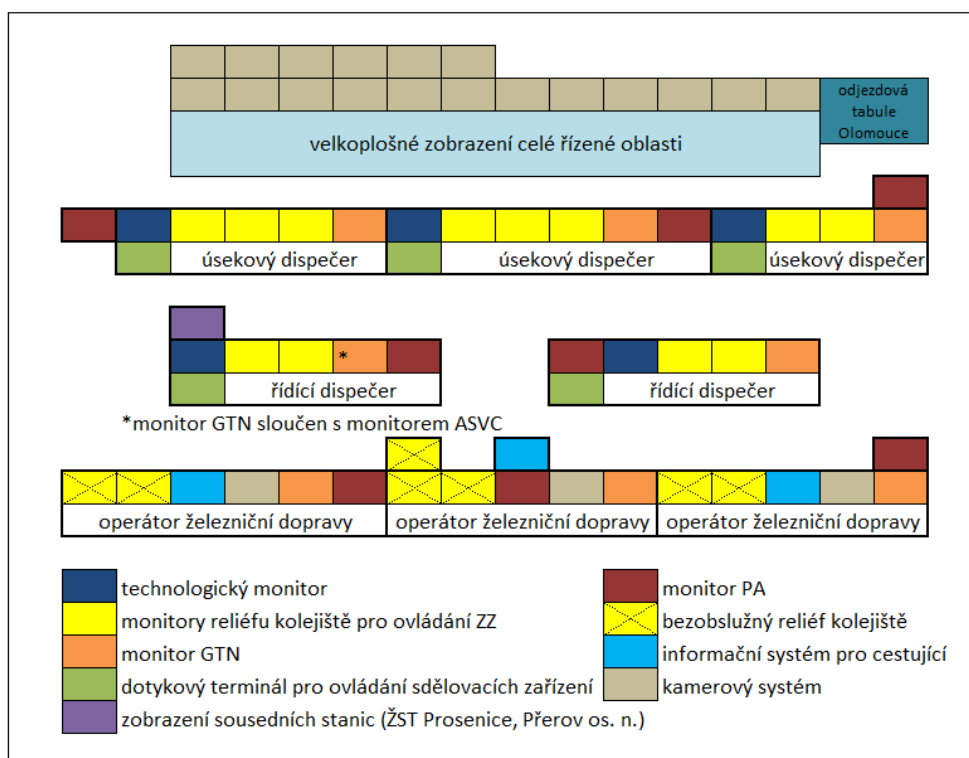 odjezdová
tabule
Olomouce
velkoplošné zobrazení celé řízené oblasti
úsekový dispečer
úsekový dispečer
úsekový dispečer
*
řídící dispečer
řídící dispečer
*monitor GTN sloučen s monitorem ASVC
operátor železniční dopravy
operátor železniční dopravy
operátor železniční dopravy
technologický monitor
monitor PA
monitory reliéfu kolejiště pro ovládání ZZ
bezobslužný reliéf kolejiště
monitor GTN
informační systém pro cestující
dotykový terminál pro ovládání sdělovacích zařízení
kamerový systém
zobrazení sousedních stanic (ŽST Prosenice, Přerov os. n.)